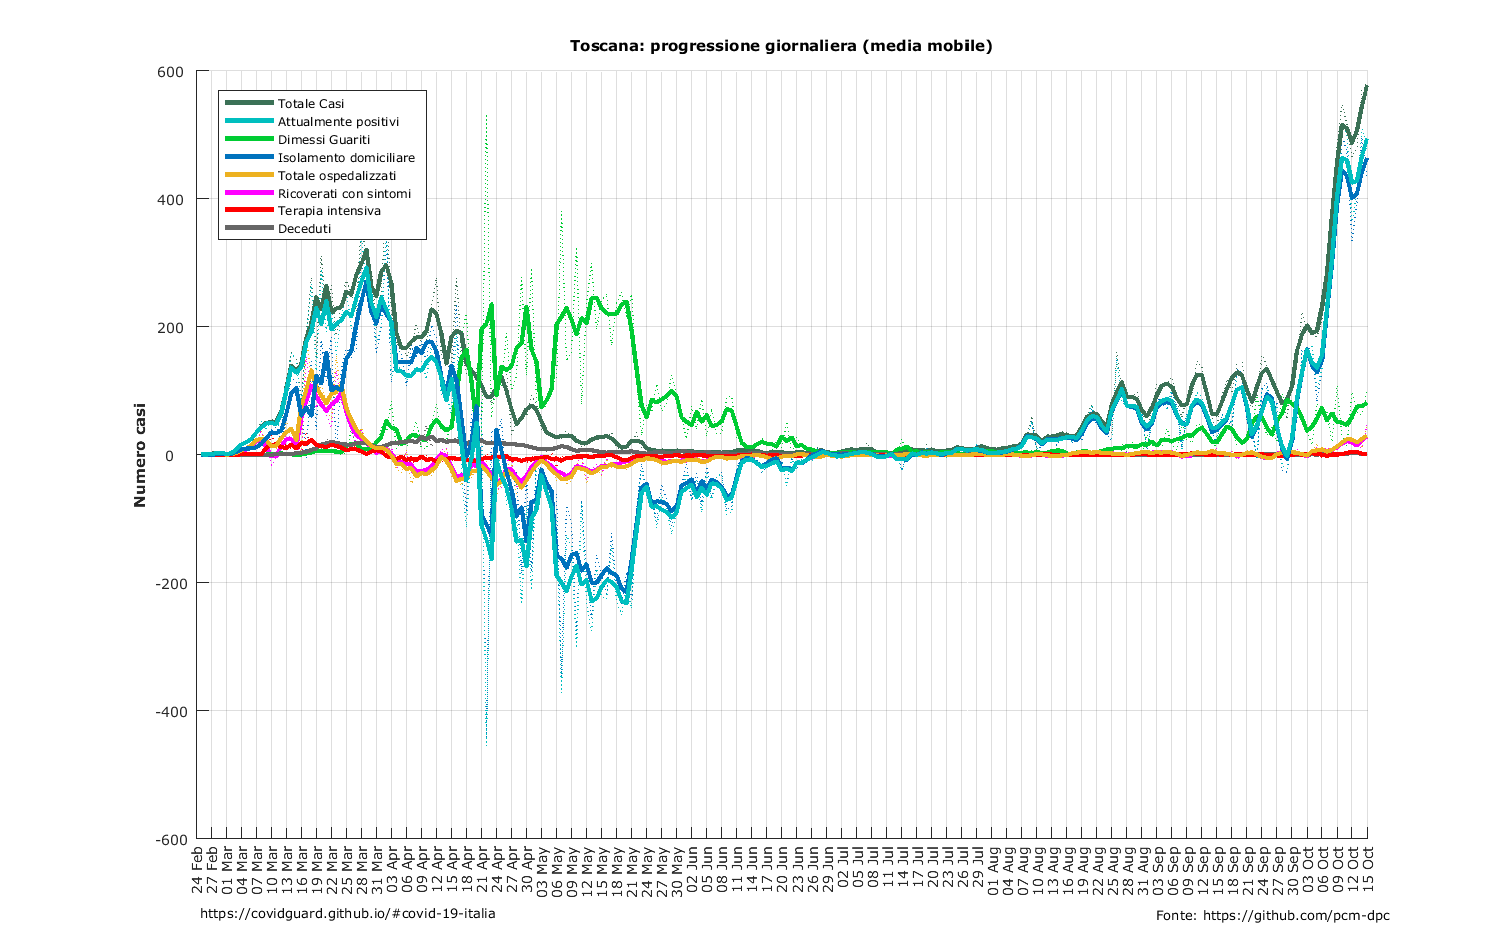 Toscana: progressione giornaliera (media mobile)
600
400
200
0
-200
-400
-600
Numero casi
Totale Casi
Attualmente positivi
Dimessi Guariti
Isolamento domiciliare
Totale ospedalizzati
Ricoverati con sintomi
Terapia intensiva
Deceduti
24 Feb
27 Feb
01 Mar
04 Mar
07 Mar
10 Mar
13 Mar
16 Mar
19 Mar
22 Mar
25 Mar
28 Mar
31 Mar
03 Apr
06 Apr
09 Apr
12 Apr
15 Apr
18 Apr
21 Apr
24 Apr
27 Apr
30 Apr
03 May
06 May
09 May
12 May
15 May
18 May
21 May
24 May
27 May
30 May
02 Jun
05 Jun
08 Jun
11 Jun
14 Jun
17 Jun
20 Jun
23 Jun
26 Jun
29 Jun
02 Jul
05 Jul
08 Jul
11 Jul
14 Jul
17 Jul
20 Jul
23 Jul
26 Jul
29 Jul
01 Aug
04 Aug
07 Aug
10 Aug
13 Aug
16 Aug
19 Aug
22 Aug
25 Aug
28 Aug
31 Aug
03 Sep
06 Sep
09 Sep
12 Sep
15 Sep
18 Sep
21 Sep
24 Sep
27 Sep
30 Sep
03 Oct
06 Oct
09 Oct
12 Oct
15 Oct
https://covidguard.github.io/#covid-19-italia
Fonte: https://github.com/pcm-dpc